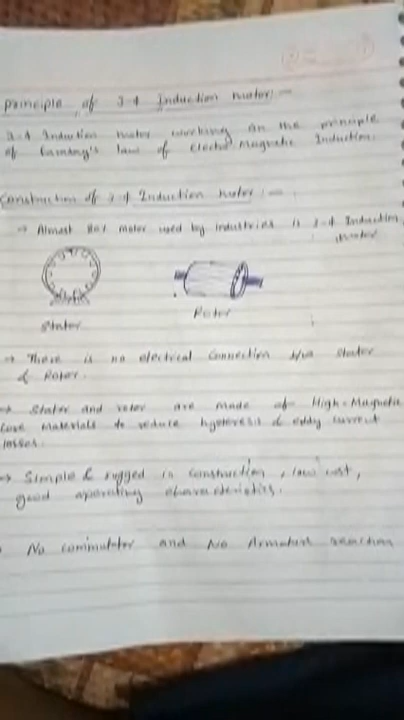 principle of 3-ϕ Induction motor:-
3-ϕ Induction motor working on the principle
of Faraday's law of Electro Magnetic Induction.
Construction of 3-ϕ Induction motor:-
→ Almost 80% motor used by industries is 3-ϕ Induction
motor
Stator
Rotor
→ There is no electrical connection b/w stator
& Rotor.
→ Stator and rotor are made of High-Magnetic
core materials to reduce hysteresis & eddy current
losses.
→ Simple & rugged in construction, low cost,
good operating characteristics.
No commutator and No Armature reaction